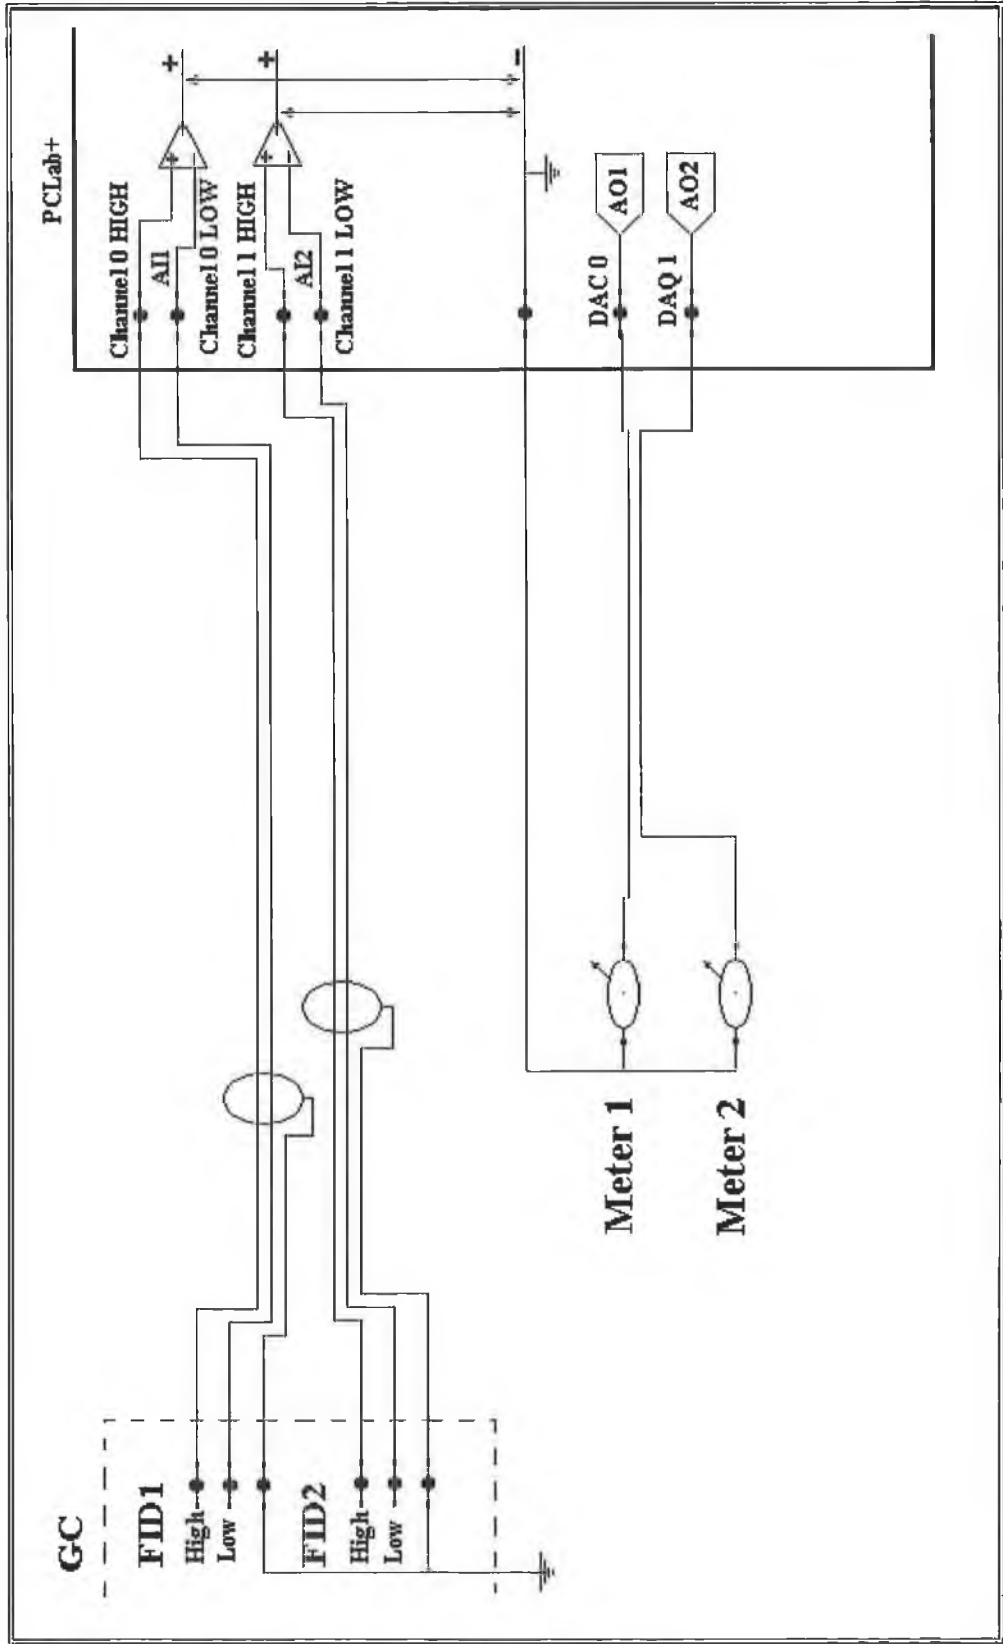 GC
FID1
High
Low
FID2
High
Low
Meter 1
Meter 2
PCLab+
Channel 0 HIGH
AI1
Channel 0 LOW
Channel 1 HIGH
AI2
Channel 1 LOW
+
+
-
+
-
+
-
DAC 0
AO1
DAQ 1
AO2